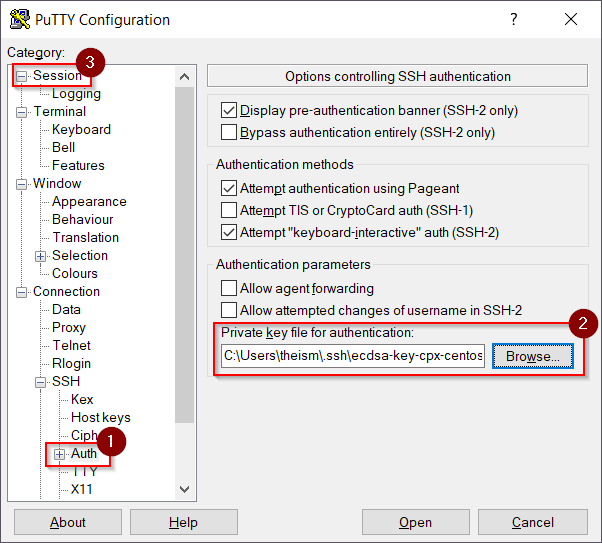 PuTTY Configuration
?
Category:
3
Session
Logging
Terminal
Keyboard
Bell
Features
Window
Appearance
Behaviour
Translation
Selection
Colours
Connection
Data
Proxy
Telnet
Rlogin
SSH
Kex
Host keys
Ciph
1
Auth
TTY
X11
Options controlling SSH authentication
Display pre-authentication banner (SSH-2 only)
Bypass authentication entirely (SSH-2 only)
Authentication methods
Attempt authentication using Pageant
Attempt TIS or CryptoCard auth (SSH-1)
Attempt "keyboard-interactive" auth (SSH-2)
Authentication parameters
Allow agent forwarding
Allow attempted changes of username in SSH-2
2
Private key file for authentication:
C:\Users\theism\.ssh\ecdsa-key-cpx-centos
Browse...
About
Help
Open
Cancel